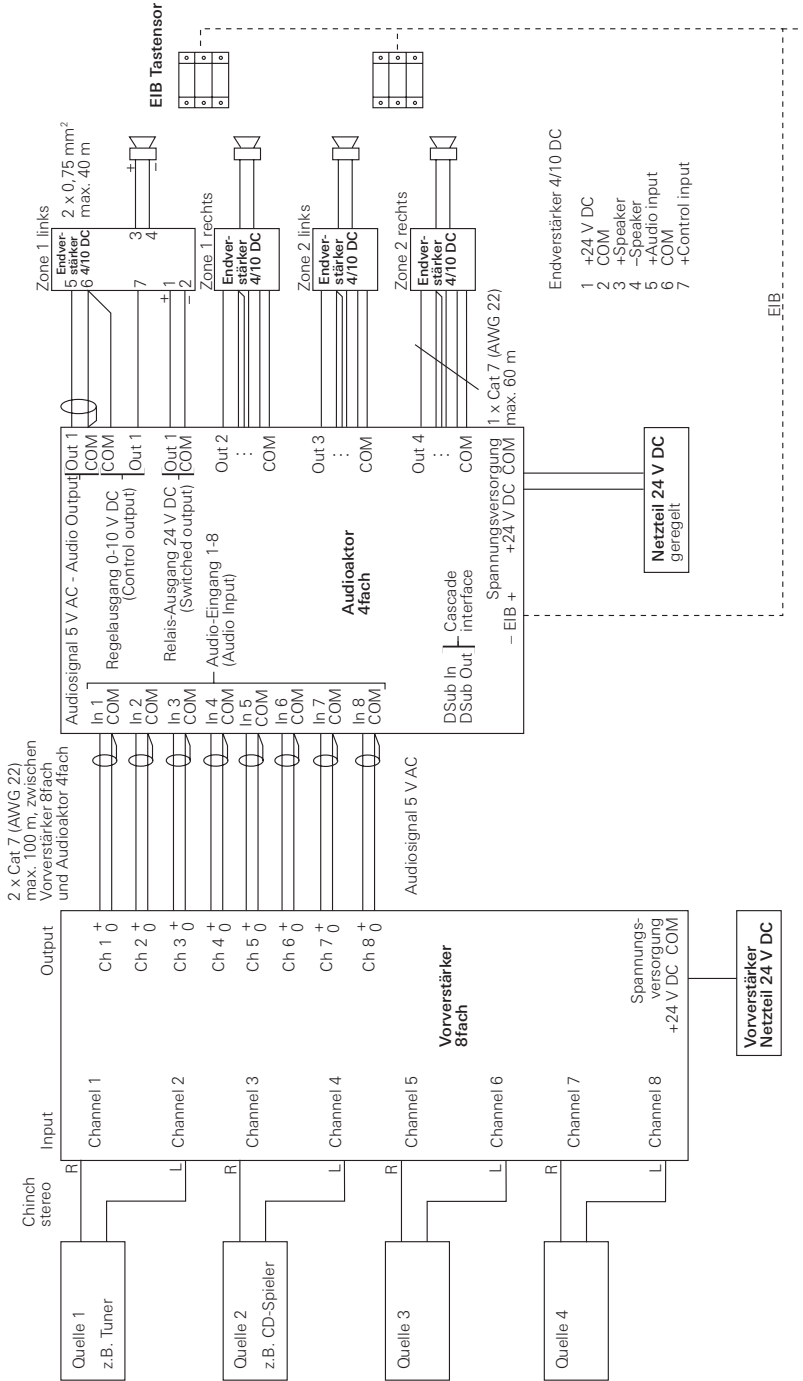 Chinch
stereo
Input
Output
2 x Cat 7 (AWG 22)
max. 100 m, zwischen
Vorverstärker 8fach
und Audioaktor 4fach
Quelle 1
z.B. Tuner
Quelle 2
z.B. CD-Spieler
Quelle 3
Quelle 4
R
L
R
L
R
L
R
L
Channel 1
Channel 2
Channel 3
Channel 4
Channel 5
Channel 6
Channel 7
Channel 8
Vorverstärker
8fach
Ch 1 +
0
Ch 2 +
0
Ch 3 +
0
Ch 4 +
0
Ch 5 +
0
Ch 6 +
0
Ch 7 +
0
Ch 8 +
0
Spannungs-
versorgung
+24 V DC COM
Vorverstärker
Netzteil 24 V DC
Audiosignal 5 V AC
In 1
COM
In 2
COM
In 3
COM
In 4
COM
In 5
COM
In 6
COM
In 7
COM
In 8
COM
Audiosignal 5 V AC - Audio Output
Regelausgang 0-10 V DC
(Control output)
Relais-Ausgang 24 V DC
(Switched output)
Audio-Eingang 1-8
(Audio Input)
Audioaktor
4fach
DSub In
DSub Out
Cascade
interface
Out 1
COM
COM
Out 1
Out 1
COM
Out 2
:
:
COM
Out 3
:
:
COM
Out 4
:
:
COM
Spannungsversorgung
– EIB + +24 V DC COM
Netzteil 24 V DC
geregelt
1 x Cat 7 (AWG 22)
max. 60 m
Zone 1 links
Endver-
stärker
4/10 DC
5
6
7
+
1
2
–
3
4
2 x 0,75 mm²
max. 40 m
+
–
Zone 1 rechts
Endver-
stärker
4/10 DC
Zone 2 links
Endver-
stärker
4/10 DC
Zone 2 rechts
Endver-
stärker
4/10 DC
EIB Tastensor
Endverstärker 4/10 DC
1 +24 V DC
2 COM
3 +Speaker
4 –Speaker
5 +Audio input
6 COM
7 +Control input
EIB